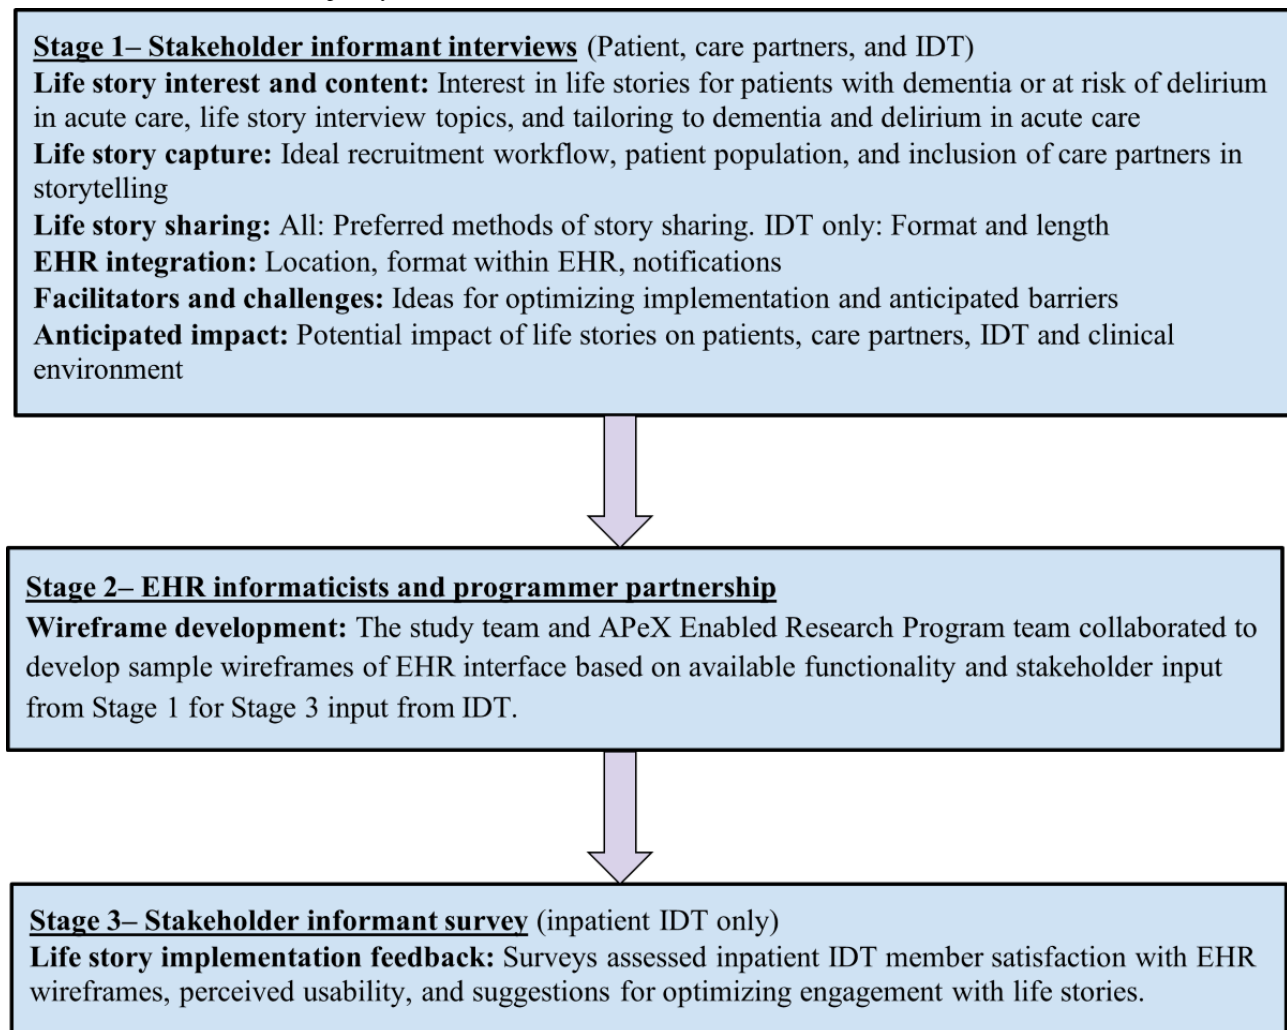 Stage 1– Stakeholder informant interviews (Patient, care partners, and IDT)
Life story interest and content: Interest in life stories for patients with dementia or at risk of delirium
in acute care, life story interview topics, and tailoring to dementia and delirium in acute care
Life story capture: Ideal recruitment workflow, patient population, and inclusion of care partners in
storytelling
Life story sharing: All: Preferred methods of story sharing. IDT only: Format and length
EHR integration: Location, format within EHR, notifications
Facilitators and challenges: Ideas for optimizing implementation and anticipated barriers
Anticipated impact: Potential impact of life stories on patients, care partners, IDT and clinical
environment
Stage 2– EHR informaticists and programmer partnership
Wireframe development: The study team and APeX Enabled Research Program team collaborated to
develop sample wireframes of EHR interface based on available functionality and stakeholder input
from Stage 1 for Stage 3 input from IDT.
Stage 3– Stakeholder informant survey (inpatient IDT only)
Life story implementation feedback: Surveys assessed inpatient IDT member satisfaction with EHR
wireframes, perceived usability, and suggestions for optimizing engagement with life stories.